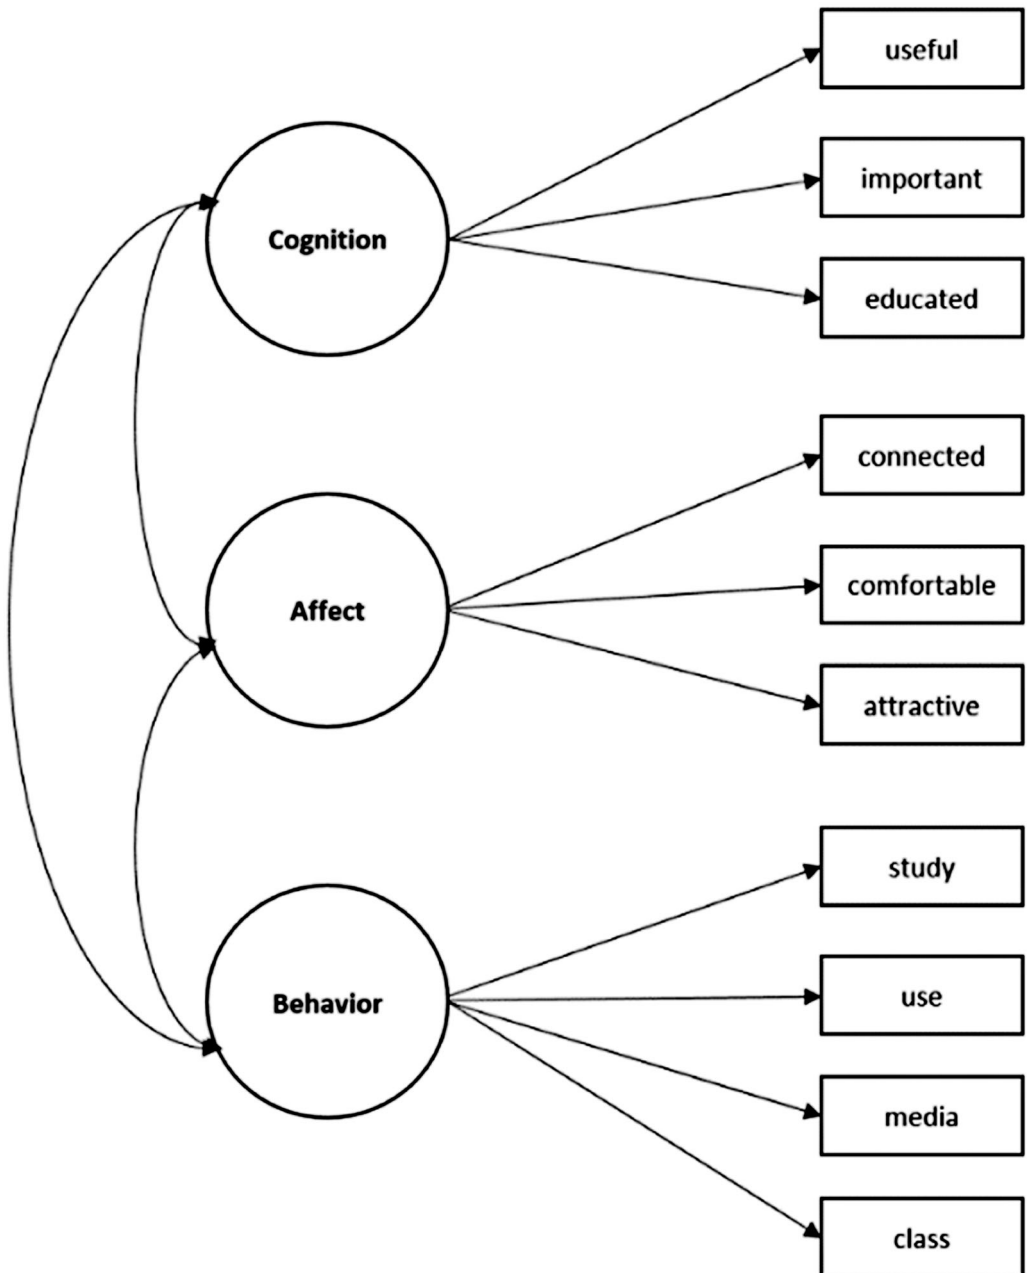 useful
important
Cognition
educated
connected
comfortable
Affect
attractive
study
use
Behavior
media
class